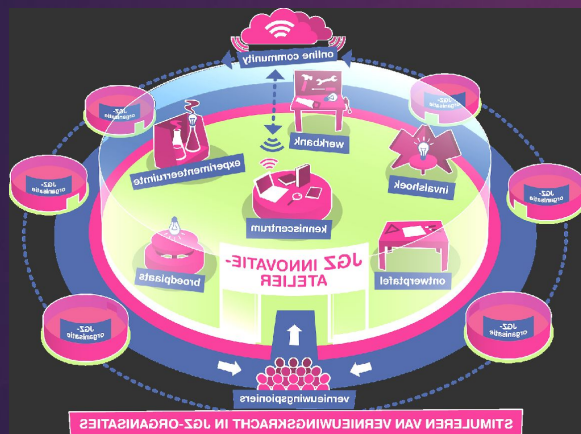 online community
werkbank
experimenteerruimte
invashoek
kenniscentrum
broedplaats
ontwerptafel
JGZ INNOVATIE-
ATELIER
JGZ-
organisatie
JGZ-
organisatie
JGZ-
organisatie
JGZ-
organisatie
JGZ-
organisatie
JGZ-
organisatie
vernieuwingspioniers
STIMULEREN VAN VERNIEUWINGSKRACHT IN JGZ-ORGANISATIES